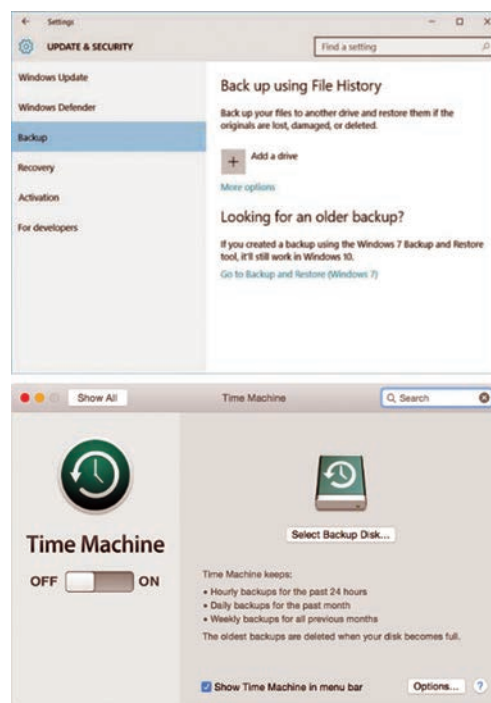 Settings
UPDATE & SECURITY
Find a setting
Windows Update
Windows Defender
Backup
Recovery
Activation
For developers
Back up using File History
Back up your files to another drive and restore them if the
originals are lost, damaged, or deleted.
+ Add a drive
More options
Looking for an older backup?
If you created a backup using the Windows 7 Backup and Restore
tool, it'll still work in Windows 10.
Go to Backup and Restore (Windows 7)
Show All
Time Machine
Search
Time Machine
OFF
ON
Select Backup Disk...
Time Machine keeps:
• Hourly backups for the past 24 hours
• Daily backups for the past month
• Weekly backups for all previous months
The oldest backups are deleted when your disk becomes full.
Show Time Machine in menu bar
Options...
?